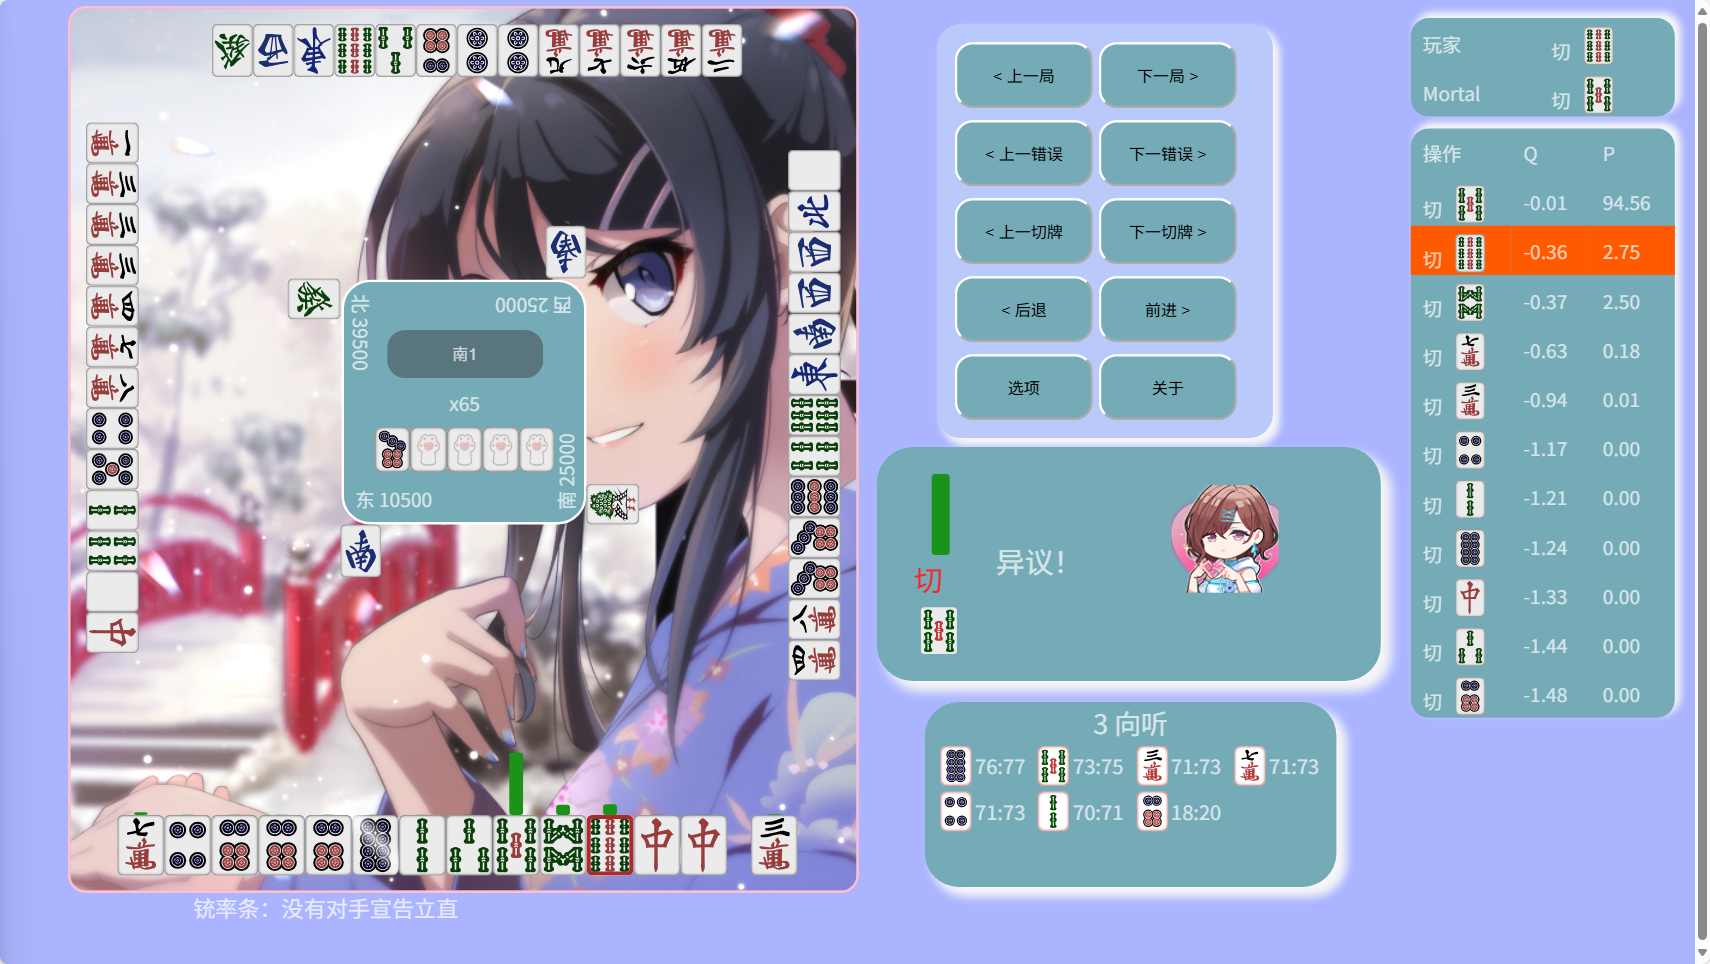 北 39500
西 25000
南1
x65
东 10500
南 25000
铳率条：没有对手宣告立直
< 上一局
下一局 >
< 上一错误
下一错误 >
< 上一切牌
下一切牌 >
< 后退
前进 >
选项
关于
切
异议！
3 向听
76:77
73:75
71:73
71:73
71:73
70:71
18:20
玩家 切
Mortal 切
操作 Q P
切 -0.01 94.56
切 -0.36 2.75
切 -0.37 2.50
切 七萬 -0.63 0.18
切 三萬 -0.94 0.01
切 -1.17 0.00
切 -1.21 0.00
切 -1.24 0.00
切 中 -1.33 0.00
切 -1.44 0.00
切 -1.48 0.00